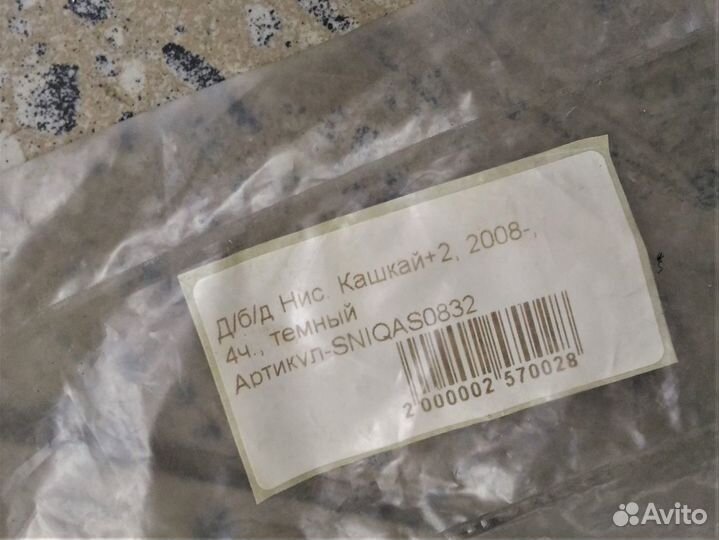 Д/б/д Нис. Кашкай+2, 2008-,
4ч., темный
Артикул-SNIQAS0832
2 000002 570028
Avito